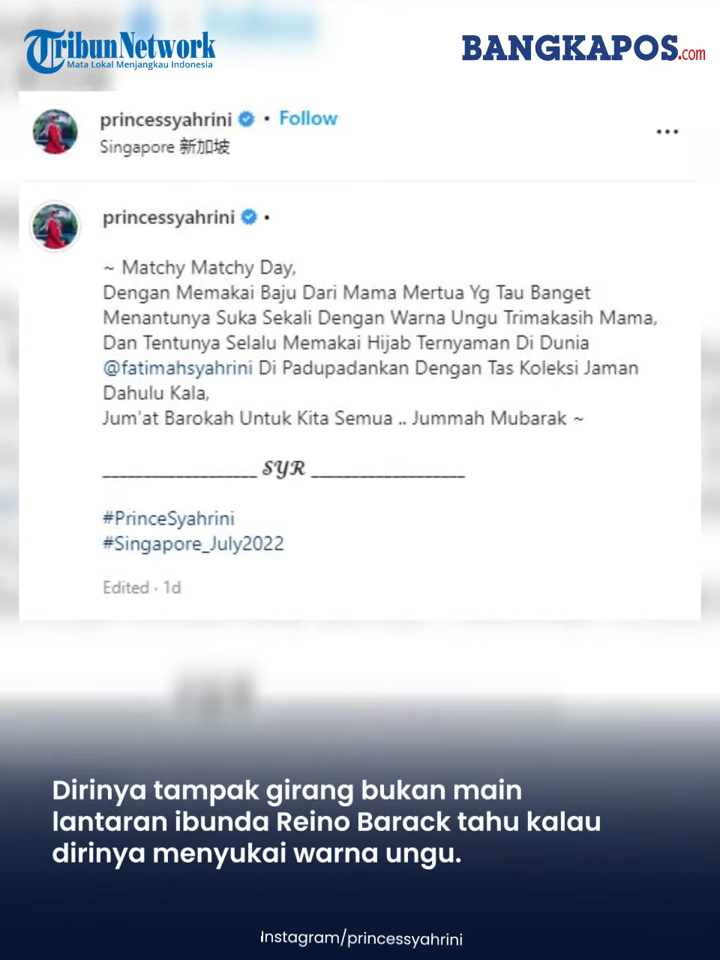 TribunNetwork
Mata Lokal Menjangkau Indonesia
BANGKAPOS.com
princessyahrini • Follow
Singapore 新加坡
princessyahrini •
~ Matchy Matchy Day,
Dengan Memakai Baju Dari Mama Mertua Yg Tau Banget
Menantunya Suka Sekali Dengan Warna Ungu Trimakasih Mama,
Dan Tentunya Selalu Memakai Hijab Ternyaman Di Dunia
@fatimahsyahrini Di Padupadankan Dengan Tas Koleksi Jaman
Dahulu Kala,
Jum'at Barokah Untuk Kita Semua .. Jummah Mubarak ~
___________________ 𝓢𝓨𝓡 ___________________
#PrinceSyahrini
#Singapore_July2022
Edited · 1d
Dirinya tampak girang bukan main
lantaran ibunda Reino Barack tahu kalau
dirinya menyukai warna ungu.
Instagram/princessyahrini